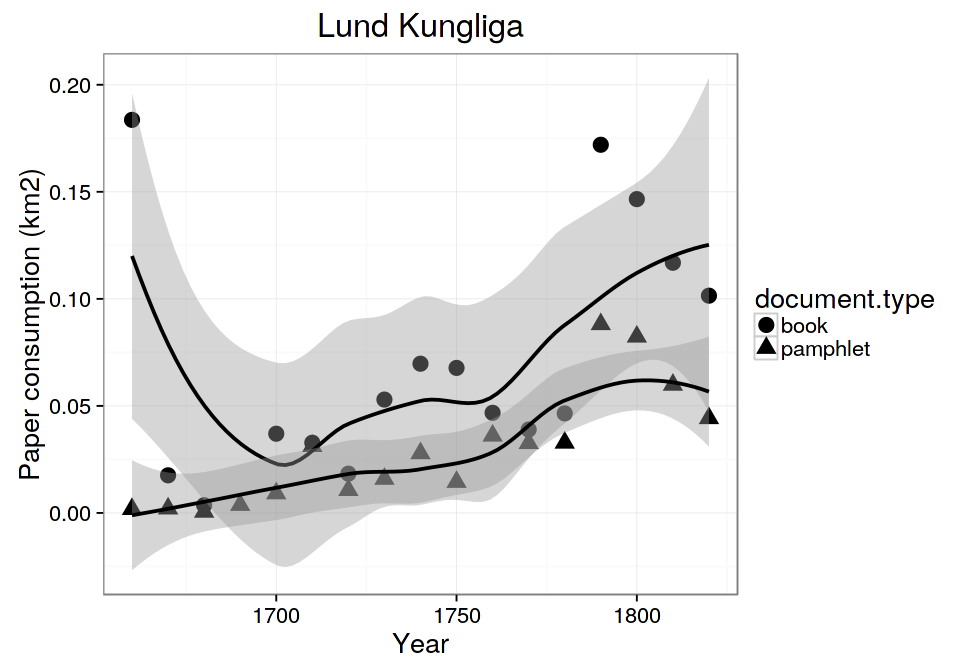 Lund Kungliga
0.20
0.15
0.10
0.05
0.00
Paper consumption (km2)
1700
1750
1800
Year
document.type
book
pamphlet